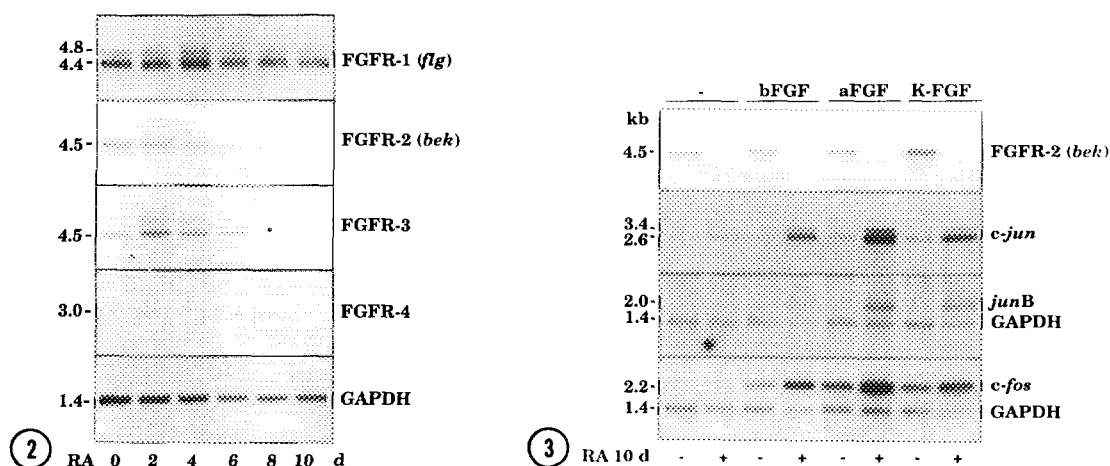 4.8-
4.4-
FGFR-1 (flg)
4.5-
FGFR-2 (bek)
4.5-
FGFR-3
3.0-
FGFR-4
1.4-
GAPDH
2
RA 0 2 4 6 8 10 d
- bFGF aFGF K-FGF
kb
4.5-
FGFR-2 (bek)
3.4-
2.6-
c-jun
2.0-
junB
1.4-
GAPDH
2.2-
c-fos
1.4-
GAPDH
3
RA 10 d - + - + - + - +